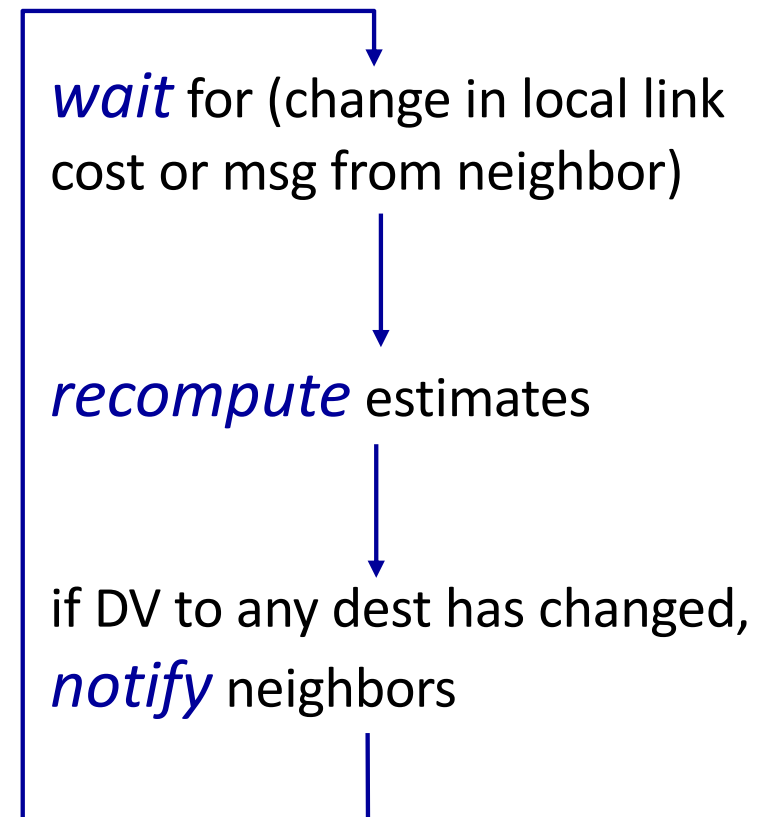 wait for (change in local link
cost or msg from neighbor)
recompute estimates
if DV to any dest has changed,
notify neighbors